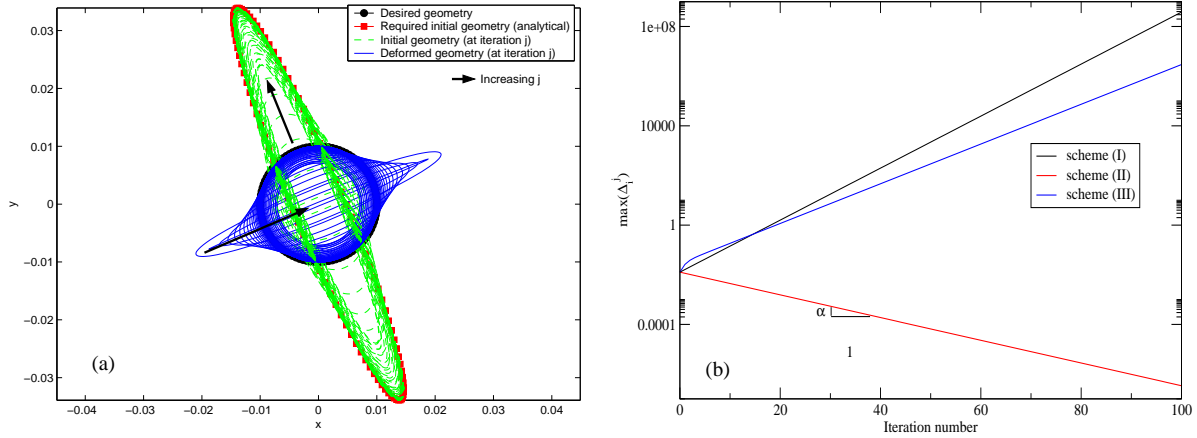 Desired geometry
Required initial geometry (analytical)
Initial geometry (at iteration j)
Deformed geometry (at iteration j)
Increasing j
0.03
0.02
0.01
0
−0.01
−0.02
−0.03
y
(a)
−0.04 −0.03 −0.02 −0.01 0 0.01 0.02 0.03 0.04
x
1e+08
10000
1
0.0001
max(Δ_i^j)
scheme (I)
scheme (II)
scheme (III)
α
1
(b)
0 20 40 60 80 100
Iteration number